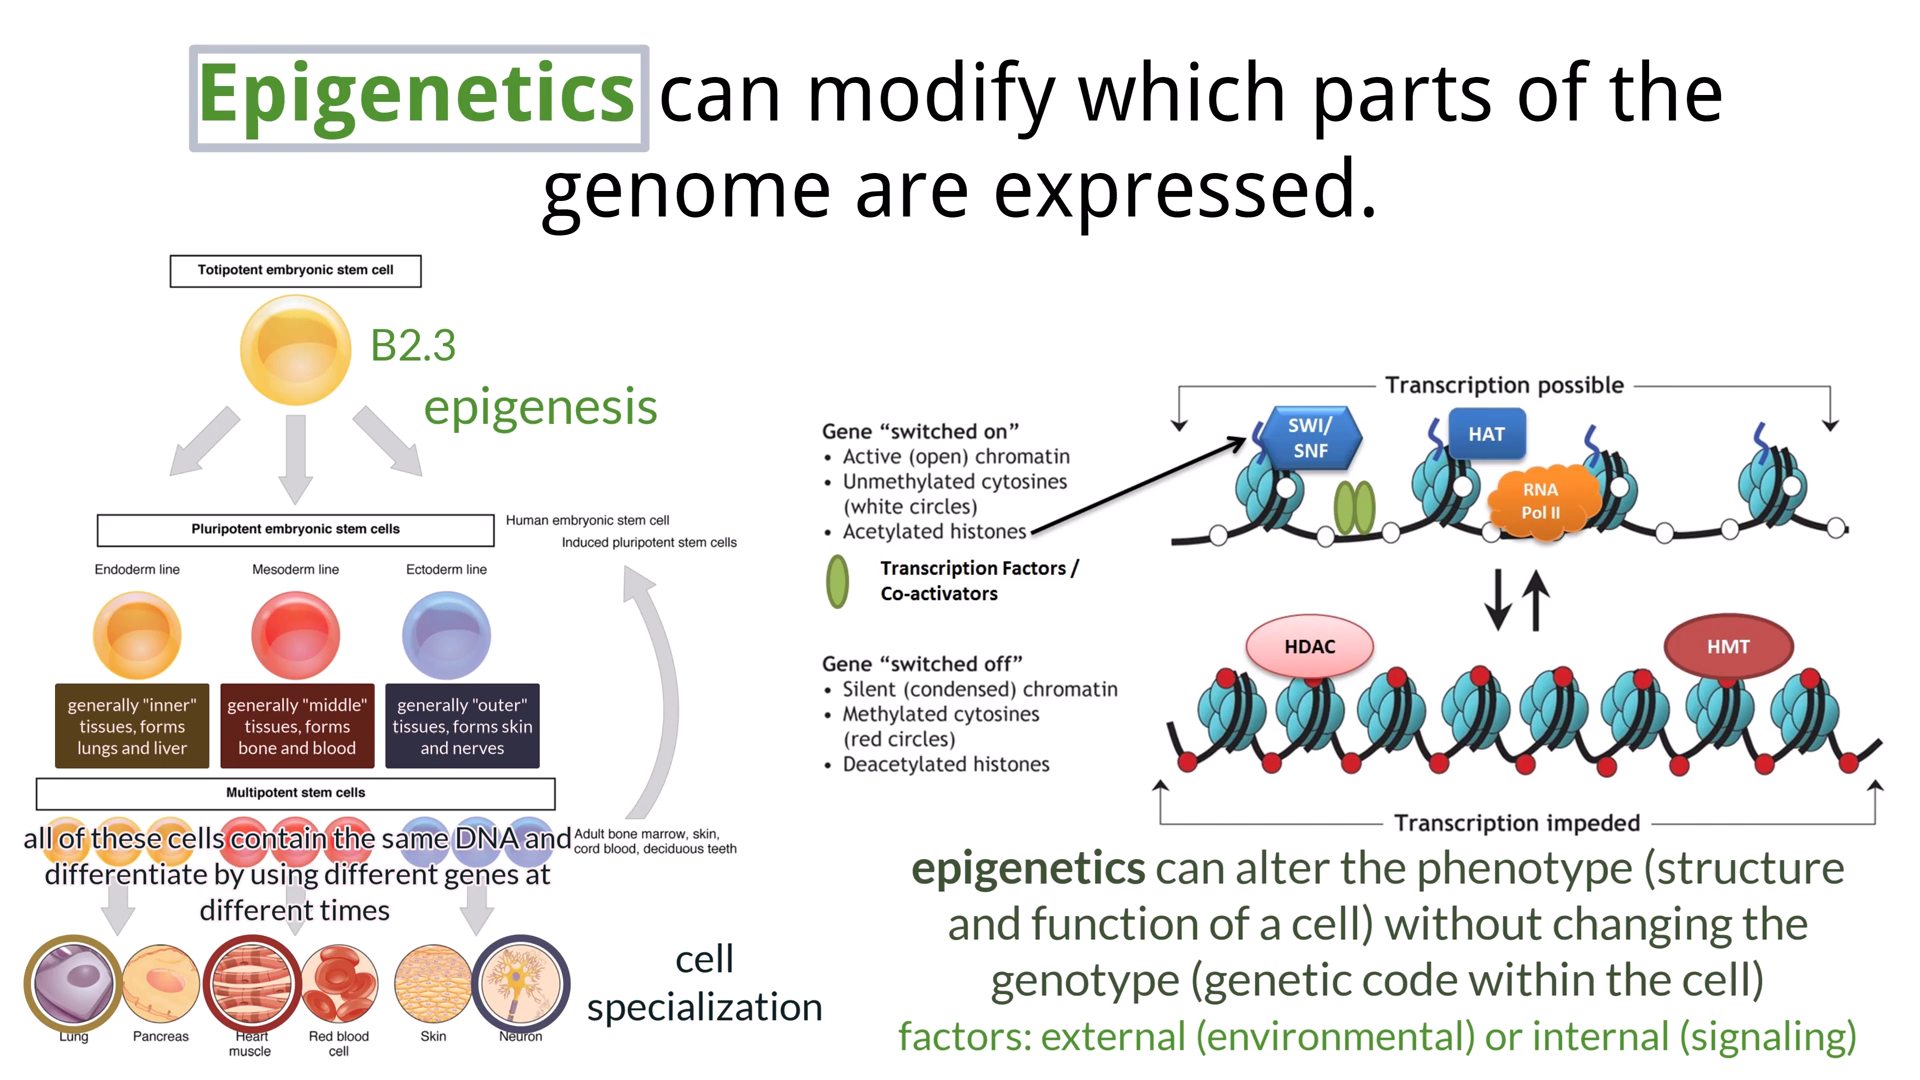 Epigenetics can modify which parts of the
genome are expressed.
Totipotent embryonic stem cell
B2.3
epigenesis
Pluripotent embryonic stem cells
Human embryonic stem cell
Induced pluripotent stem cells
Endoderm line
Mesoderm line
Ectoderm line
generally "inner"
tissues, forms
lungs and liver
generally "middle"
tissues, forms
bone and blood
generally "outer"
tissues, forms skin
and nerves
Multipotent stem cells
all of these cells contain the same DNA and
differentiate by using different genes at
different times
Adult bone marrow, skin,
cord blood, deciduous teeth
Lung
Pancreas
Heart
muscle
Red blood
cell
Skin
Neuron
cell
specialization
Transcription possible
Gene “switched on”
• Active (open) chromatin
• Unmethylated cytosines
(white circles)
• Acetylated histones
Transcription Factors /
Co-activators
SWI/
SNF
HAT
RNA
Pol II
Gene “switched off”
• Silent (condensed) chromatin
• Methylated cytosines
(red circles)
• Deacetylated histones
HDAC
HMT
Transcription impeded
epigenetics can alter the phenotype (structure
and function of a cell) without changing the
genotype (genetic code within the cell)
factors: external (environmental) or internal (signaling)